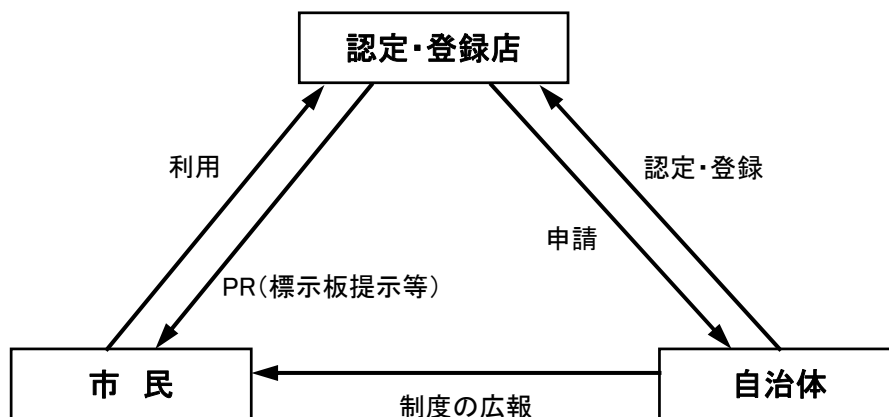 認定・登録店
利用
認定・登録
申請
PR(標示板提示等)
市 民
自治体
制度の広報